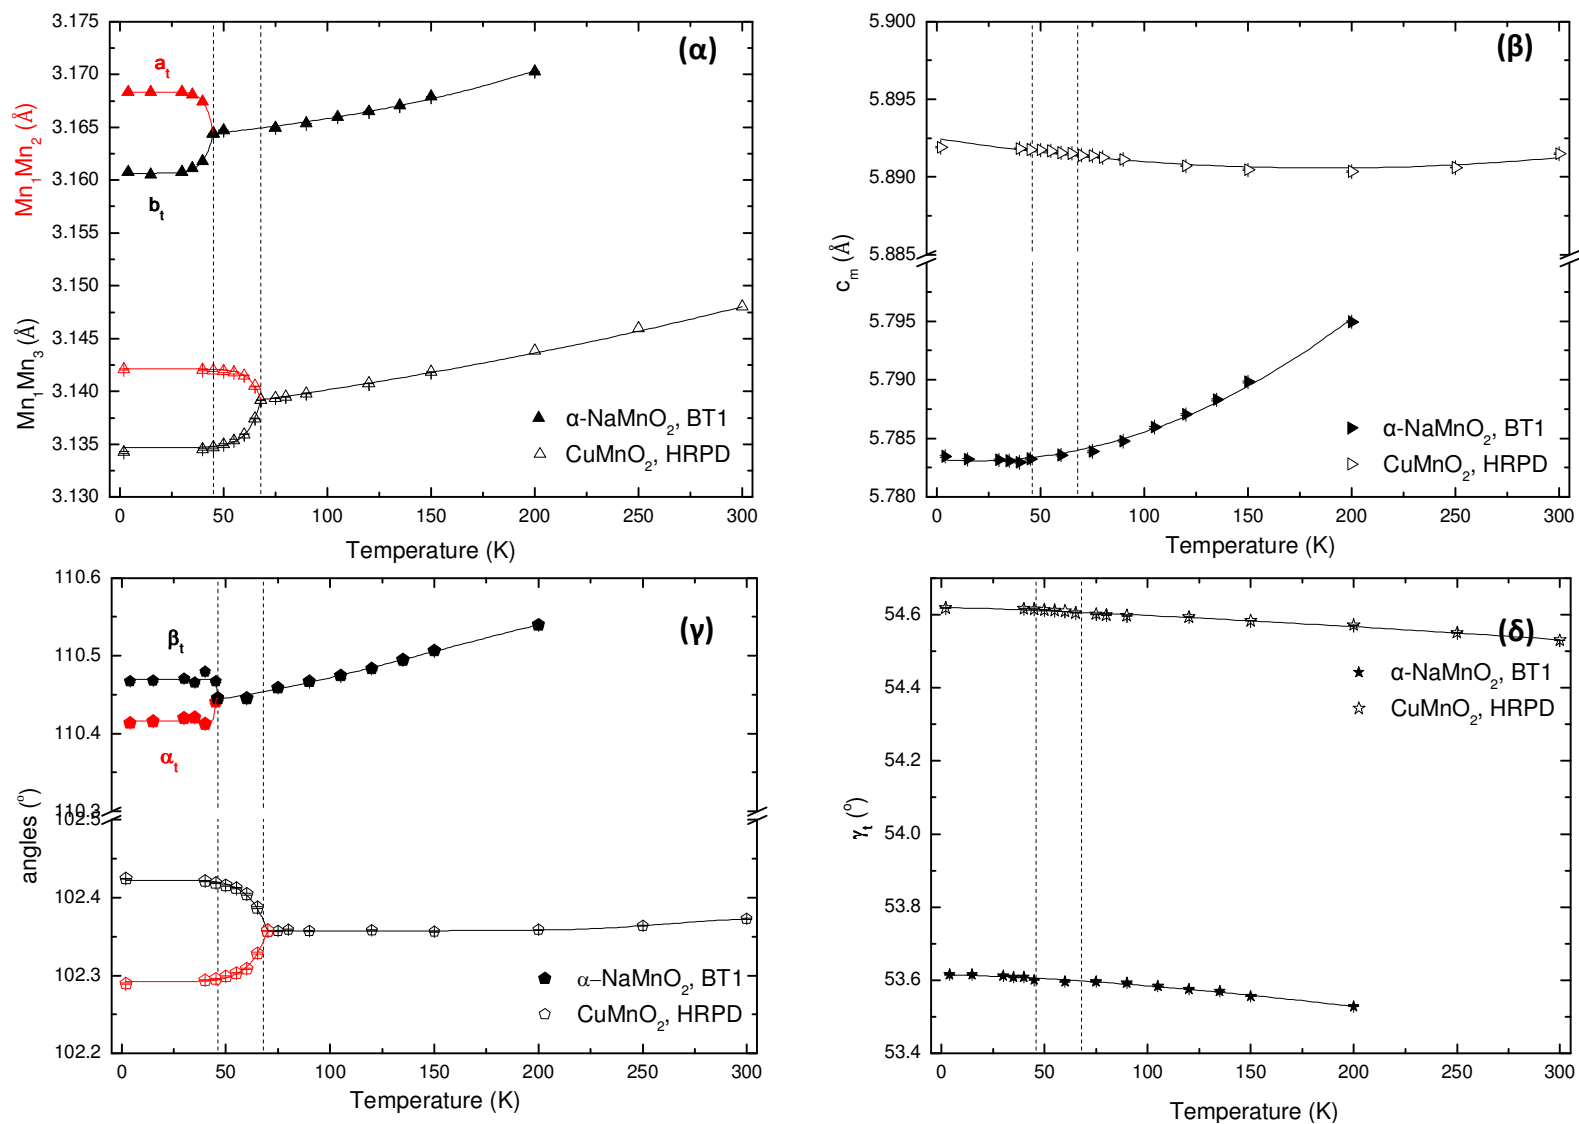 (α)
3.175
3.170
3.165
3.160
3.155
3.150
3.145
3.140
3.135
3.130
Mn₁Mn₂ (Å)
Mn₁Mn₃ (Å)
aₜ
bₜ
α-NaMnO₂, BT1
CuMnO₂, HRPD
0 50 100 150 200 250 300
Temperature (K)
(β)
5.900
5.895
5.890
5.885
5.795
5.790
5.785
5.780
cₘ (Å)
α-NaMnO₂, BT1
CuMnO₂, HRPD
0 50 100 150 200 250 300
Temperature (K)
(γ)
110.6
110.5
110.4
110.3
102.5
102.4
102.3
102.2
angles (°)
βₜ
αₜ
α−NaMnO₂, BT1
CuMnO₂, HRPD
0 50 100 150 200 250 300
Temperature (K)
(δ)
54.6
54.4
54.2
54.0
53.8
53.6
53.4
γₜ (°)
α-NaMnO₂, BT1
CuMnO₂, HRPD
0 50 100 150 200 250 300
Temperature (K)